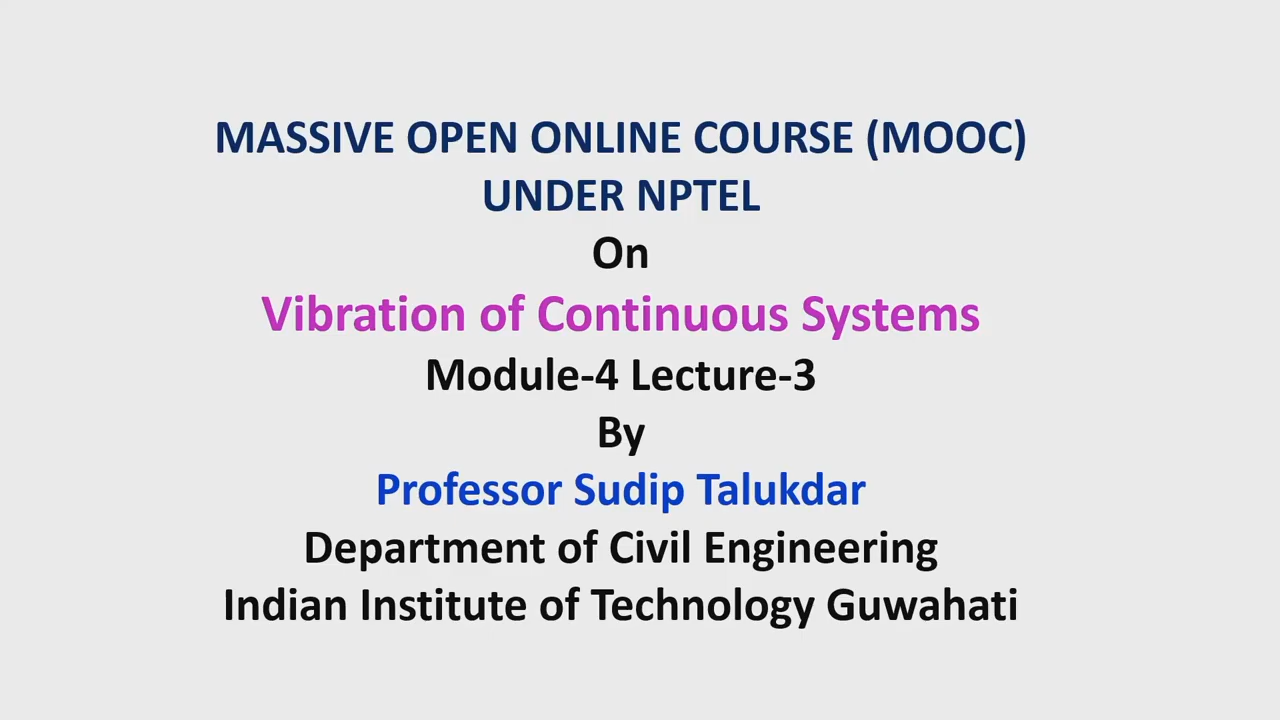 MASSIVE OPEN ONLINE COURSE (MOOC)
UNDER NPTEL
On
Vibration of Continuous Systems
Module-4 Lecture-3
By
Professor Sudip Talukdar
Department of Civil Engineering
Indian Institute of Technology Guwahati